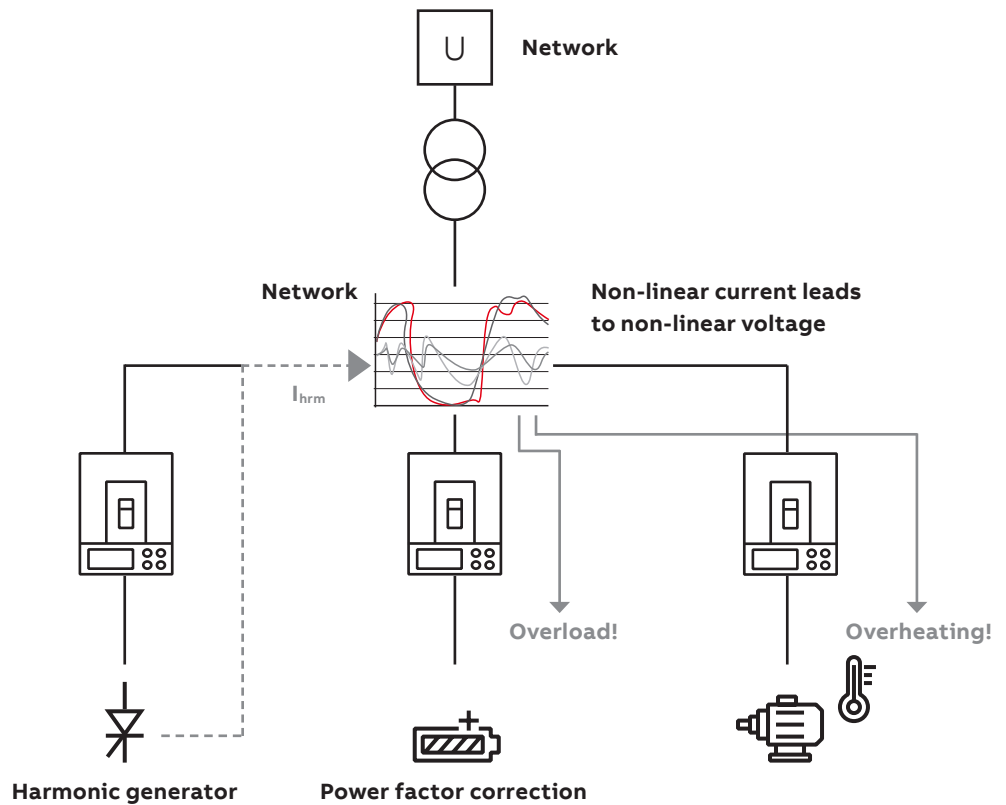 U
Network
Network
Non-linear current leads
to non-linear voltage
Ihrm
Overload!
Overheating!
Harmonic generator
Power factor correction